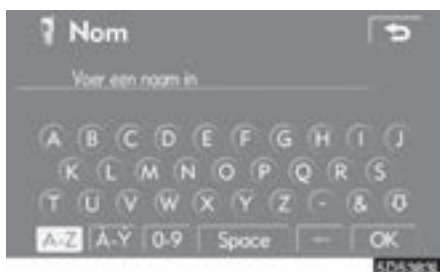 Nom
Voer een naam in
A B C D E F G H I J
K L M N O P Q R S
T U V W X Y Z - &
A-Z À-Ý 0-9 Space ← OK